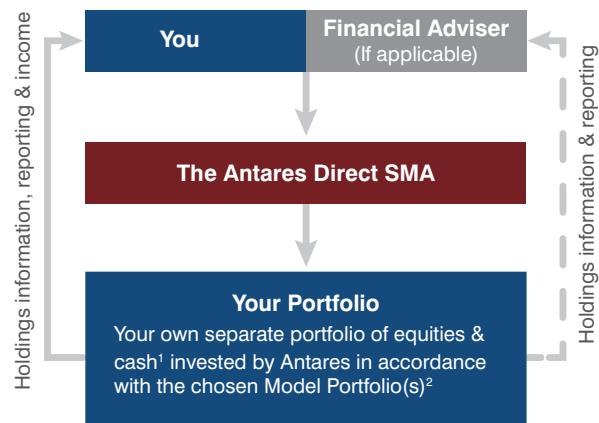 You
Financial Adviser
(If applicable)
Holdings information, reporting & income
Holdings information & reporting
The Antares Direct SMA
Your Portfolio
Your own separate portfolio of equities &
cash¹ invested by Antares in accordance
with the chosen Model Portfolio(s)²